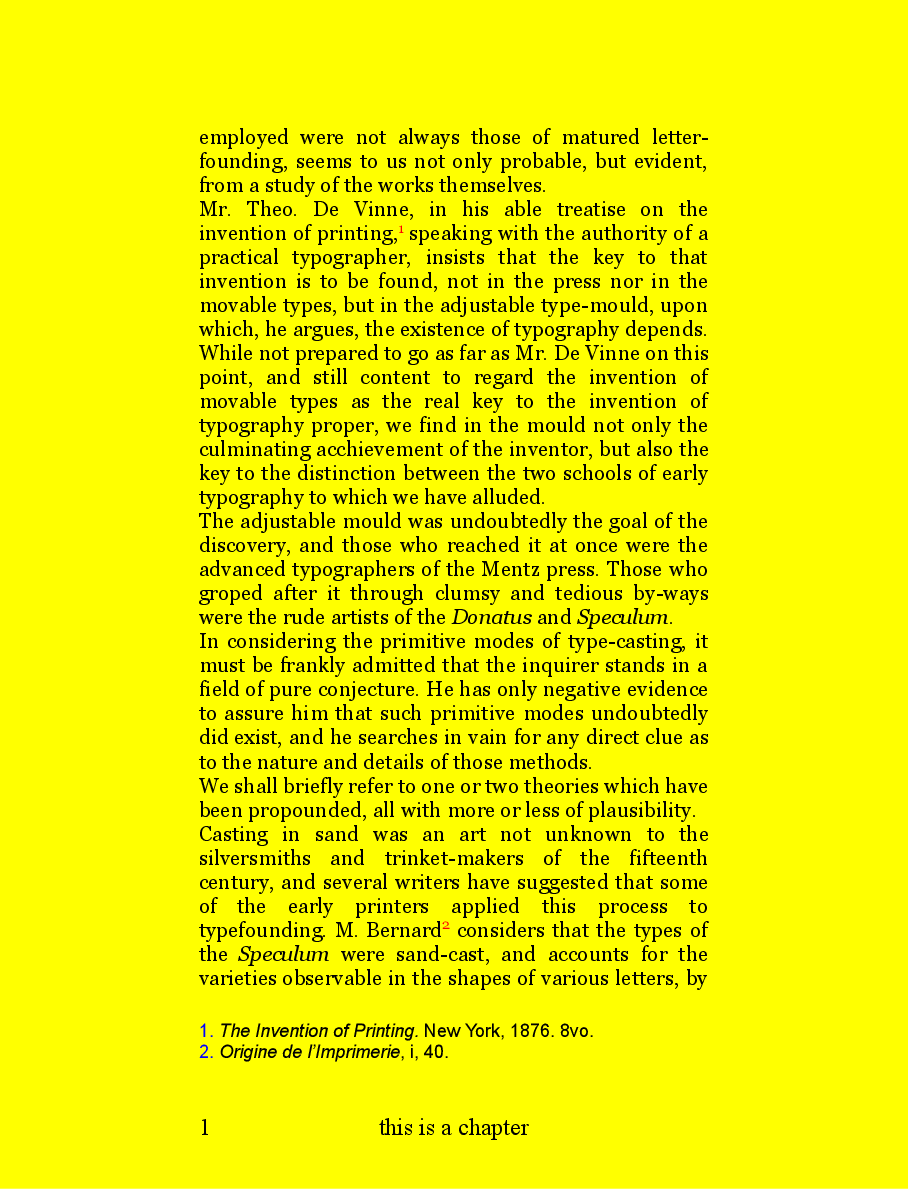 employed were not always those of matured letter-
founding, seems to us not only probable, but evident,
from a study of the works themselves.
Mr. Theo. De Vinne, in his able treatise on the
invention of printing,1 speaking with the authority of a
practical typographer, insists that the key to that
invention is to be found, not in the press nor in the
movable types, but in the adjustable type-mould, upon
which, he argues, the existence of typography depends.
While not prepared to go as far as Mr. De Vinne on this
point, and still content to regard the invention of
movable types as the real key to the invention of
typography proper, we find in the mould not only the
culminating acchievement of the inventor, but also the
key to the distinction between the two schools of early
typography to which we have alluded.
The adjustable mould was undoubtedly the goal of the
discovery, and those who reached it at once were the
advanced typographers of the Mentz press. Those who
groped after it through clumsy and tedious by-ways
were the rude artists of the Donatus and Speculum.
In considering the primitive modes of type-casting, it
must be frankly admitted that the inquirer stands in a
field of pure conjecture. He has only negative evidence
to assure him that such primitive modes undoubtedly
did exist, and he searches in vain for any direct clue as
to the nature and details of those methods.
We shall briefly refer to one or two theories which have
been propounded, all with more or less of plausibility.
Casting in sand was an art not unknown to the
silversmiths and trinket-makers of the fifteenth
century, and several writers have suggested that some
of the early printers applied this process to
typefounding. M. Bernard2 considers that the types of
the Speculum were sand-cast, and accounts for the
varieties observable in the shapes of various letters, by
1. The Invention of Printing. New York, 1876. 8vo.
2. Origine de l’Imprimerie, i, 40.
1 this is a chapter